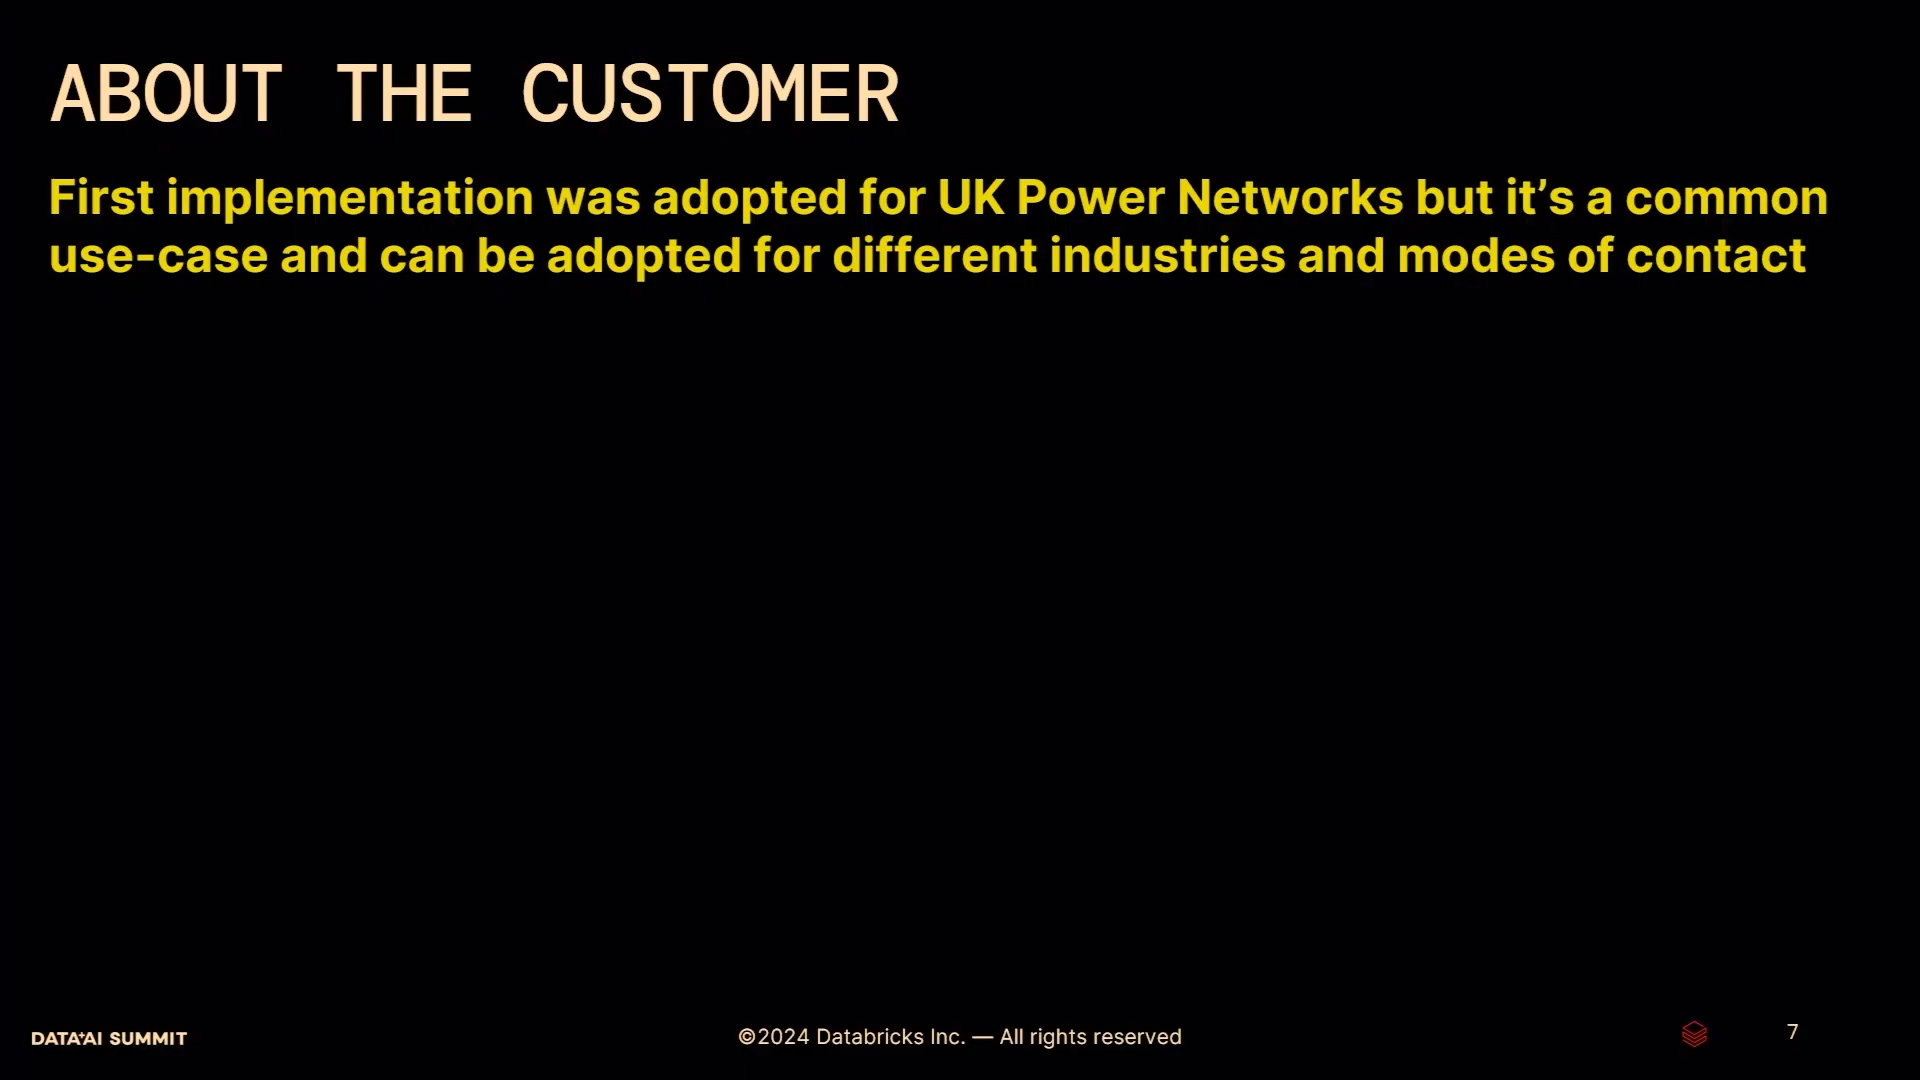 ABOUT THE CUSTOMER
First implementation was adopted for UK Power Networks but it’s a common
use-case and can be adopted for different industries and modes of contact
DATA+AI SUMMIT
©2024 Databricks Inc. — All rights reserved
7